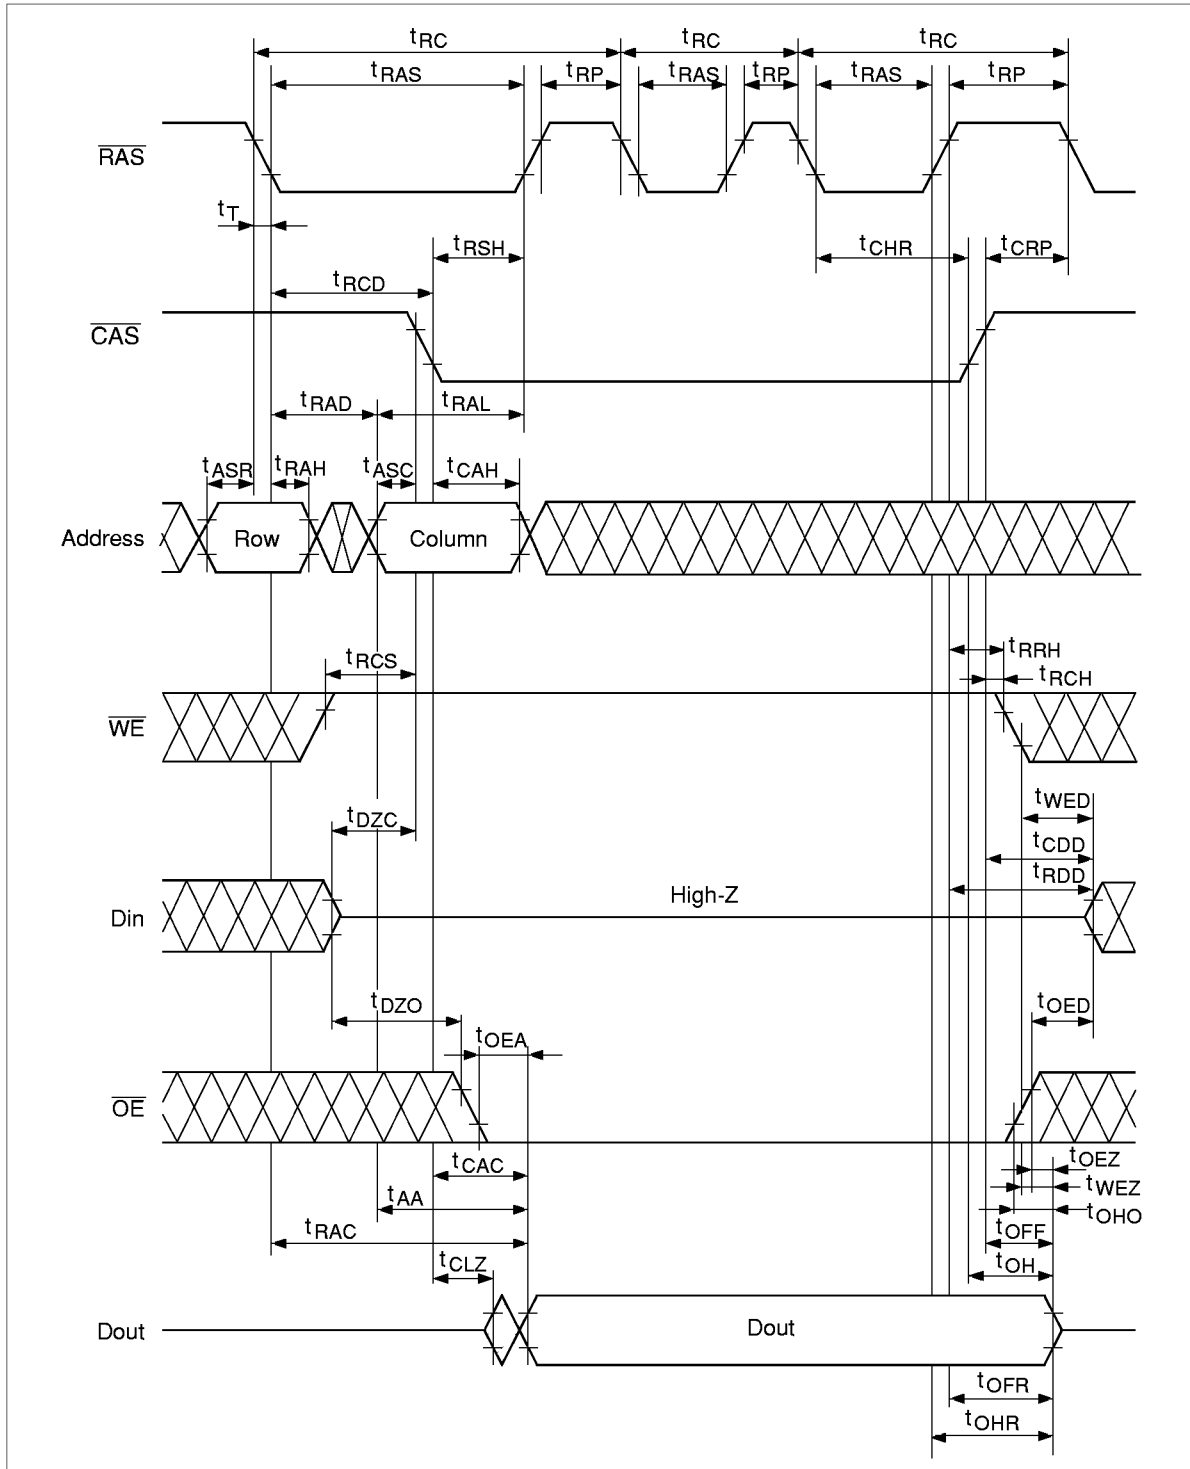 tRC tRC tRC
tRAS tRP tRAS tRP tRAS tRP
RAS
tT
tRSH tCHR tCRP
tRCD
CAS
tRAD tRAL
tASR tRAH tASC tCAH
Address Row Column
tRRH
tRCS tRCH
WE
tWED
tDZC
tCDD
tRDD
Din High-Z
tDZO tOED
tOEA
OE
tCAC tOEZ
tAA tWEZ
tOHO
tRAC tOFF
tCLZ tOH
Dout Dout
tOFR
tOHR